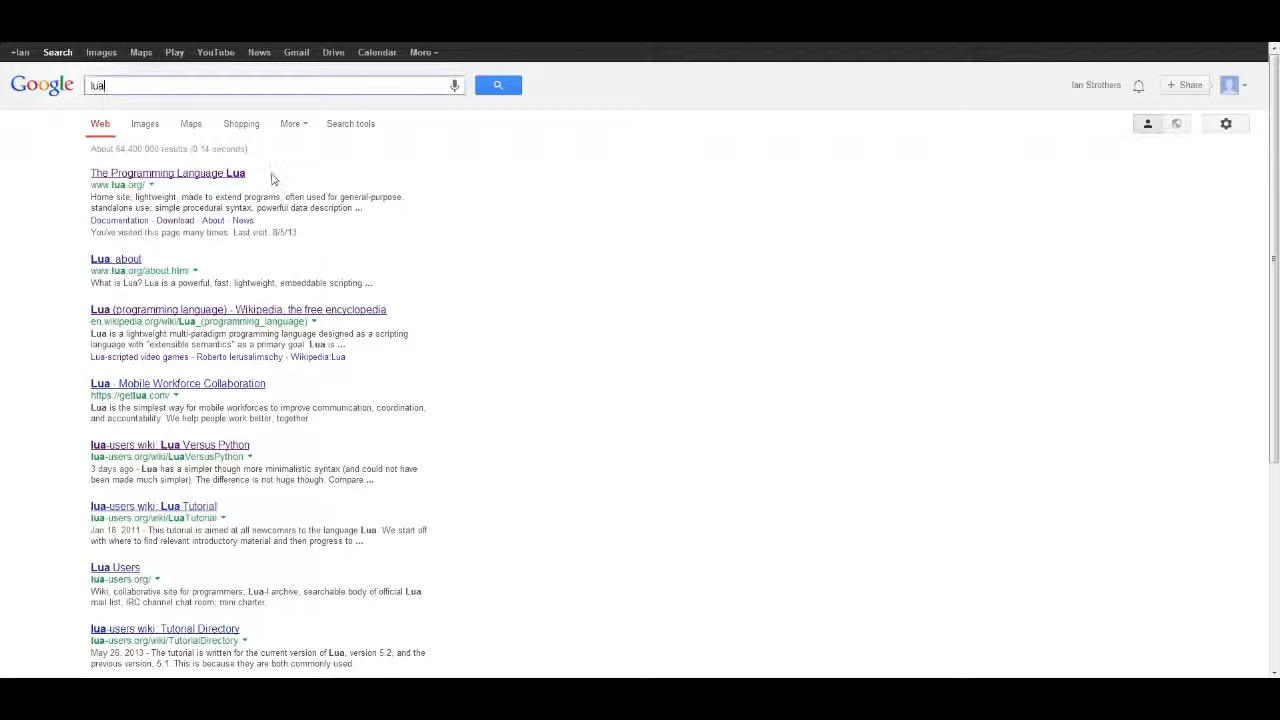 +Ian Search Images Maps Play YouTube News Gmail Drive Calendar More
Google lua Ian Strothers + Share
Web Images Maps Shopping More Search tools
About 64,400,000 results (0.14 seconds)
The Programming Language Lua
www.lua.org/
Home site; lightweight, made to extend programs, often used for general-purpose,
standalone use; simple procedural syntax, powerful data description ...
Documentation - Download - About - News
You've visited this page many times. Last visit: 8/5/13
Lua: about
www.lua.org/about.html
What is Lua? Lua is a powerful, fast, lightweight, embeddable scripting ...
Lua (programming language) - Wikipedia, the free encyclopedia
en.wikipedia.org/wiki/Lua_(programming_language)
Lua is a lightweight multi-paradigm programming language designed as a scripting
language with "extensible semantics" as a primary goal. Lua is ...
Lua-scripted video games - Roberto Ierusalimschy - Wikipedia:Lua
Lua - Mobile Workforce Collaboration
https://getlua.com/
Lua is the simplest way for mobile workforces to improve communication, coordination,
and accountability. We help people work better, together
lua-users wiki: Lua Versus Python
lua-users.org/wiki/LuaVersusPython
3 days ago - Lua has a simpler though more minimalistic syntax (and could not have
been made much simpler). The difference is not huge though. Compare ...
lua-users wiki: Lua Tutorial
lua-users.org/wiki/LuaTutorial
Jan 18, 2011 - This tutorial is aimed at all newcomers to the language Lua. We start off
with where to find relevant introductory material and then progress to ...
Lua Users
lua-users.org/
Wiki, collaborative site for programmers, Lua-l archive, searchable body of official Lua
mail list, IRC channel chat room, mini charter.
lua-users wiki: Tutorial Directory
lua-users.org/wiki/TutorialDirectory
May 26, 2013 - The tutorial is written for the current version of Lua, version 5.2, and the
previous version, 5.1. This is because they are both commonly used